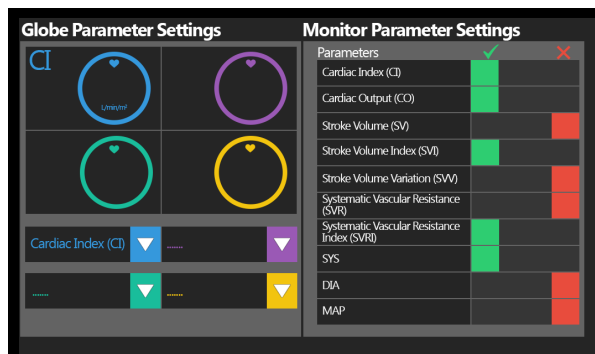 Globe Parameter Settings
CI
L/min/m²
Cardiac Index (CI)
.......
.......
.......
Monitor Parameter Settings
Parameters
Cardiac Index (CI)
Cardiac Output (CO)
Stroke Volume (SV)
Stroke Volume Index (SVI)
Stroke Volume Variation (SVV)
Systematic Vascular Resistance
(SVR)
Systematic Vascular Resistance
Index (SVRI)
SYS
DIA
MAP